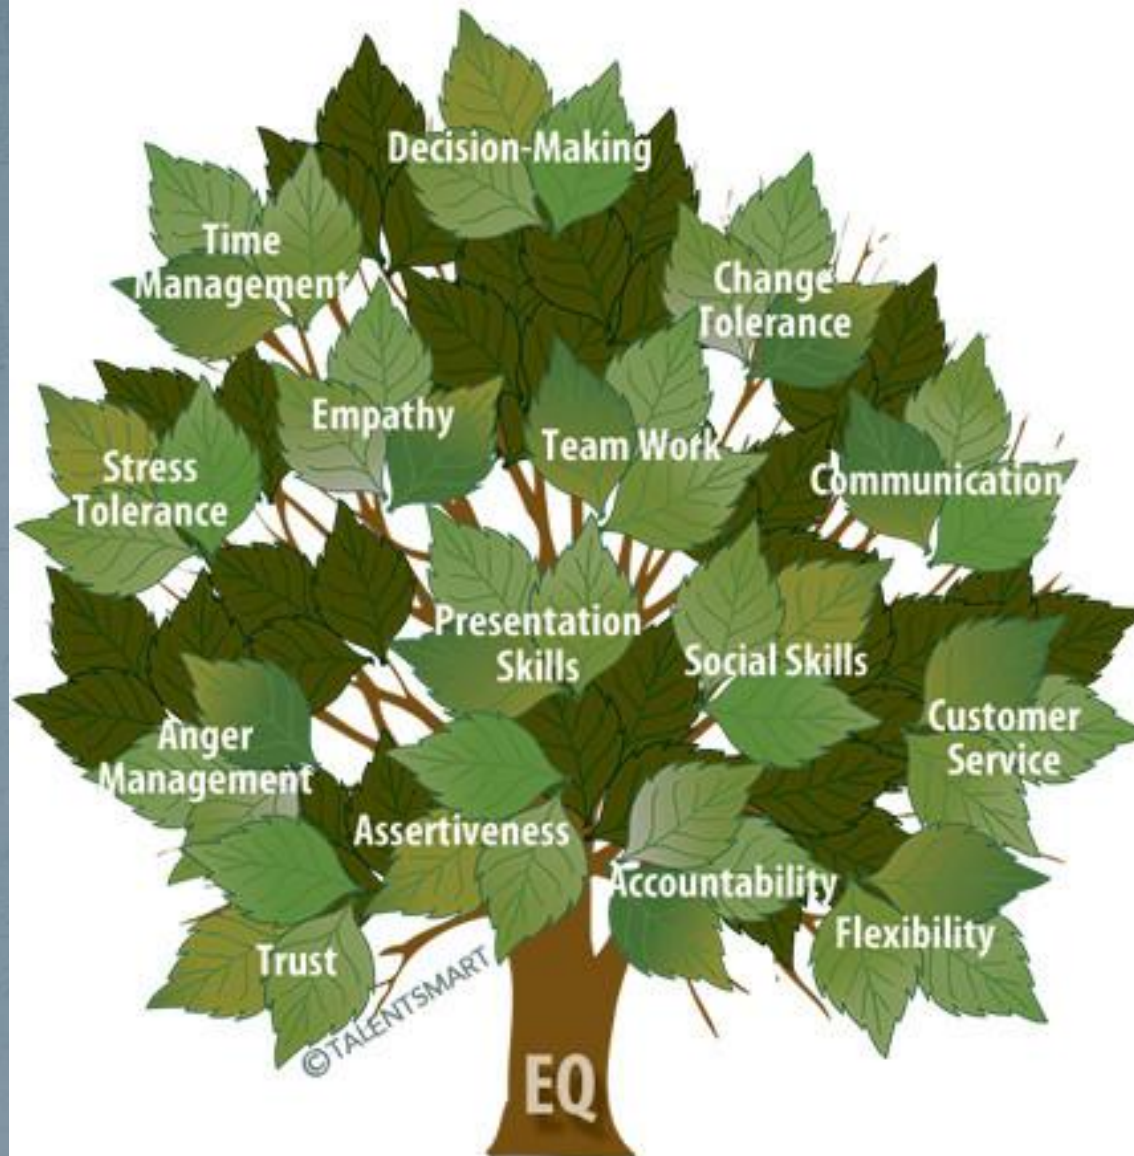 Decision-Making
Time
Management
Change
Tolerance
Empathy
Team Work
Stress
Tolerance
Communication
Presentation
Skills
Social Skills
Anger
Management
Customer
Service
Assertiveness
Accountability
Flexibility
Trust
©TALENTSMART
EQ